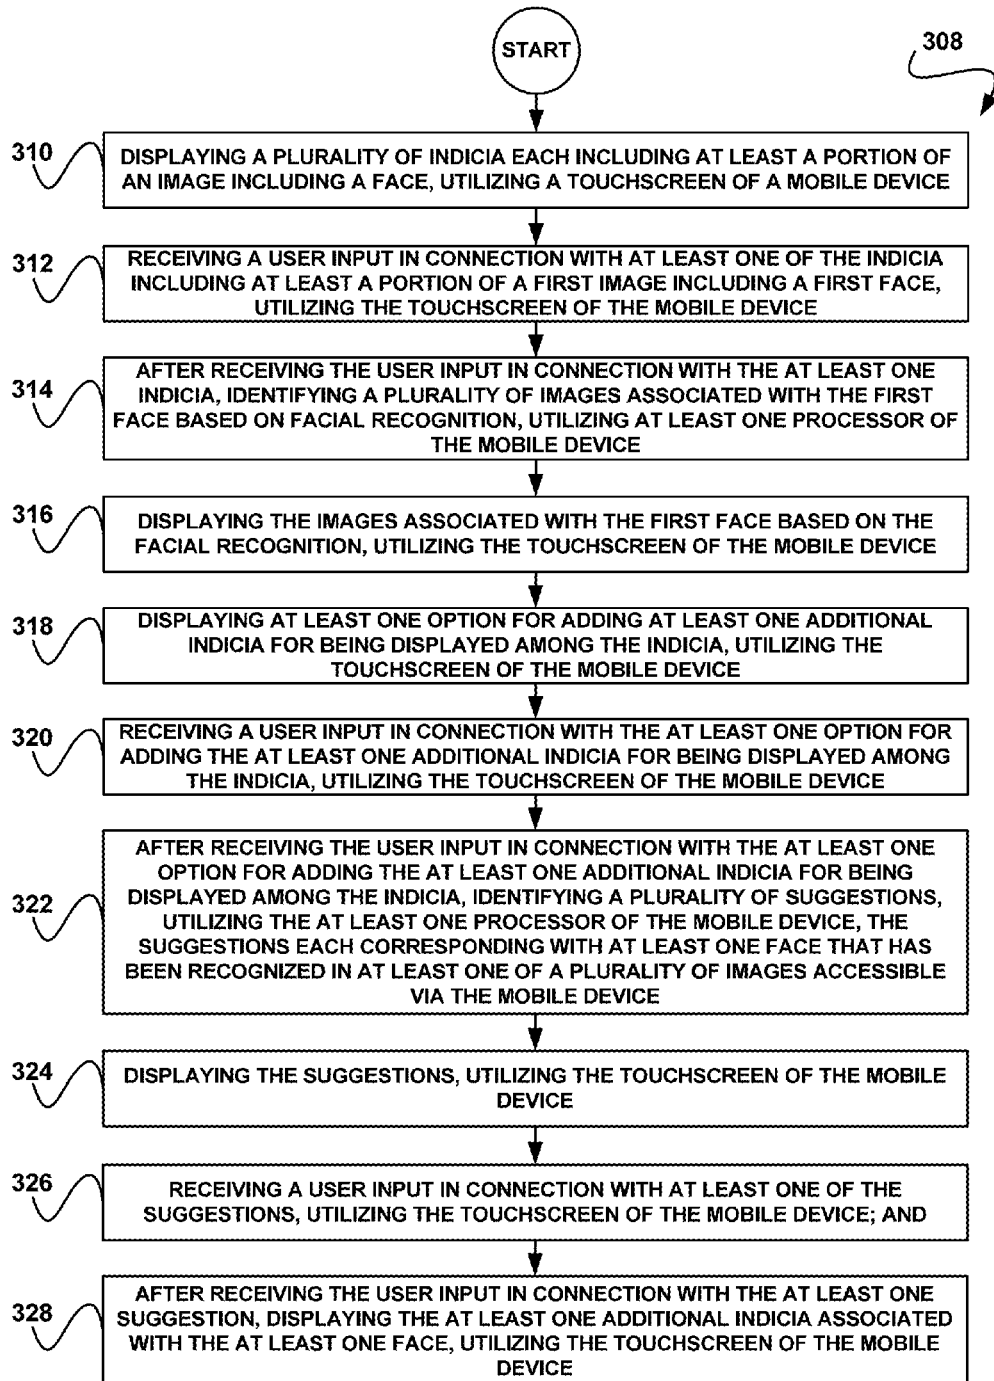 START
308
310
DISPLAYING A PLURALITY OF INDICIA EACH INCLUDING AT LEAST A PORTION OF
AN IMAGE INCLUDING A FACE, UTILIZING A TOUCHSCREEN OF A MOBILE DEVICE
312
RECEIVING A USER INPUT IN CONNECTION WITH AT LEAST ONE OF THE INDICIA
INCLUDING AT LEAST A PORTION OF A FIRST IMAGE INCLUDING A FIRST FACE,
UTILIZING THE TOUCHSCREEN OF THE MOBILE DEVICE
314
AFTER RECEIVING THE USER INPUT IN CONNECTION WITH THE AT LEAST ONE
INDICIA, IDENTIFYING A PLURALITY OF IMAGES ASSOCIATED WITH THE FIRST
FACE BASED ON FACIAL RECOGNITION, UTILIZING AT LEAST ONE PROCESSOR OF
THE MOBILE DEVICE
316
DISPLAYING THE IMAGES ASSOCIATED WITH THE FIRST FACE BASED ON THE
FACIAL RECOGNITION, UTILIZING THE TOUCHSCREEN OF THE MOBILE DEVICE
318
DISPLAYING AT LEAST ONE OPTION FOR ADDING AT LEAST ONE ADDITIONAL
INDICIA FOR BEING DISPLAYED AMONG THE INDICIA, UTILIZING THE
TOUCHSCREEN OF THE MOBILE DEVICE
320
RECEIVING A USER INPUT IN CONNECTION WITH THE AT LEAST ONE OPTION FOR
ADDING THE AT LEAST ONE ADDITIONAL INDICIA FOR BEING DISPLAYED AMONG
THE INDICIA, UTILIZING THE TOUCHSCREEN OF THE MOBILE DEVICE
322
AFTER RECEIVING THE USER INPUT IN CONNECTION WITH THE AT LEAST ONE
OPTION FOR ADDING THE AT LEAST ONE ADDITIONAL INDICIA FOR BEING
DISPLAYED AMONG THE INDICIA, IDENTIFYING A PLURALITY OF SUGGESTIONS,
UTILIZING THE AT LEAST ONE PROCESSOR OF THE MOBILE DEVICE, THE
SUGGESTIONS EACH CORRESPONDING WITH AT LEAST ONE FACE THAT HAS
BEEN RECOGNIZED IN AT LEAST ONE OF A PLURALITY OF IMAGES ACCESSIBLE
VIA THE MOBILE DEVICE
324
DISPLAYING THE SUGGESTIONS, UTILIZING THE TOUCHSCREEN OF THE MOBILE
DEVICE
326
RECEIVING A USER INPUT IN CONNECTION WITH AT LEAST ONE OF THE
SUGGESTIONS, UTILIZING THE TOUCHSCREEN OF THE MOBILE DEVICE; AND
328
AFTER RECEIVING THE USER INPUT IN CONNECTION WITH THE AT LEAST ONE
SUGGESTION, DISPLAYING THE AT LEAST ONE ADDITIONAL INDICIA ASSOCIATED
WITH THE AT LEAST ONE FACE, UTILIZING THE TOUCHSCREEN OF THE MOBILE
DEVICE